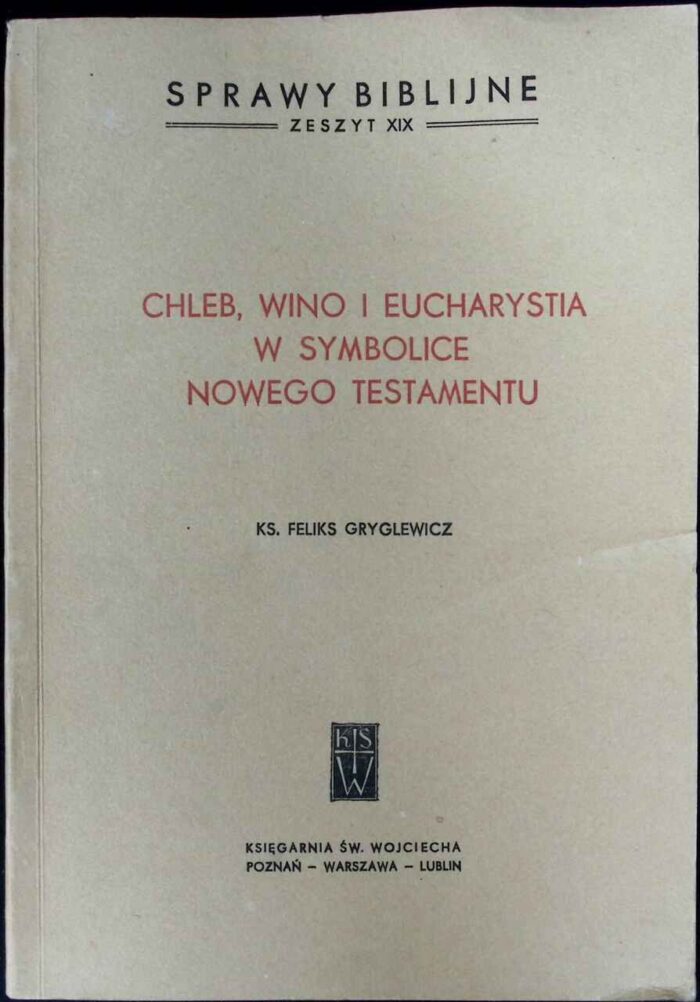 SPRAWY BIBLIJNE
ZESZYT XIX
CHLEB, WINO I EUCHARYSTIA
W SYMBOLICE
NOWEGO TESTAMENTU
KS. FELIKS GRYGLEWICZ
KS
W
KSIĘGARNIA ŚW. WOJCIECHA
POZNAŃ – WARSZAWA – LUBLIN